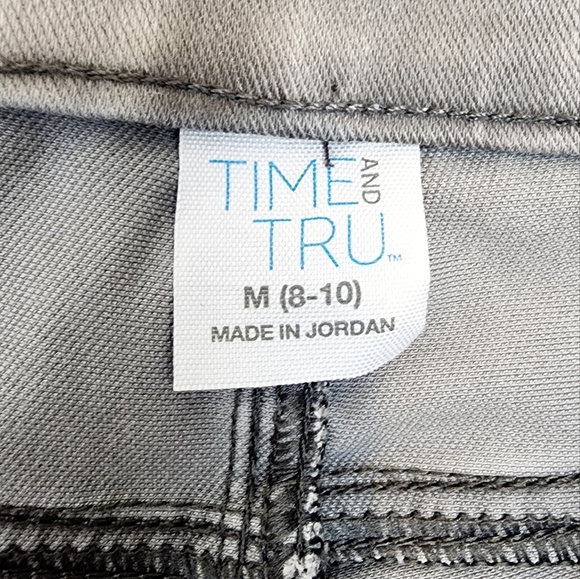 TIME AND
TRU™
M (8-10)
MADE IN JORDAN